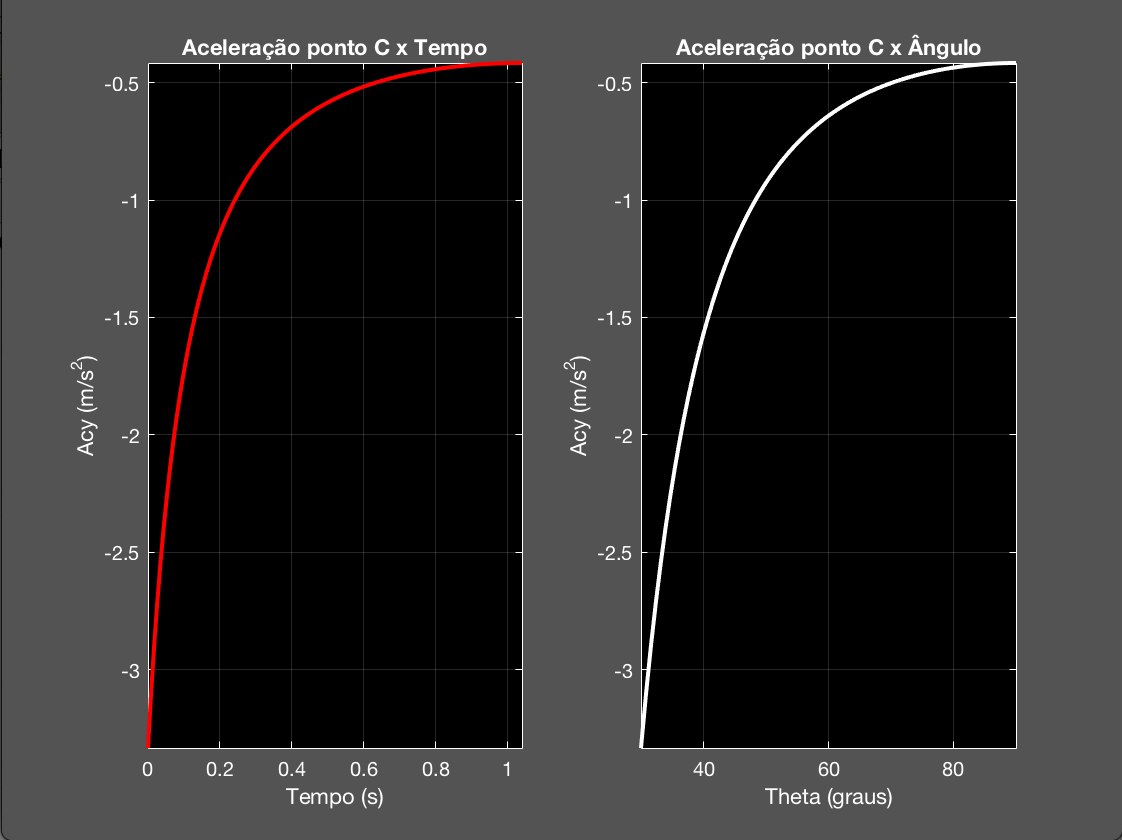 Aceleração ponto C x Tempo
-0.5
-1
-1.5
-2
-2.5
-3
Acy (m/s²)
0 0.2 0.4 0.6 0.8 1
Tempo (s)
Aceleração ponto C x Ângulo
-0.5
-1
-1.5
-2
-2.5
-3
Acy (m/s²)
40 60 80
Theta (graus)